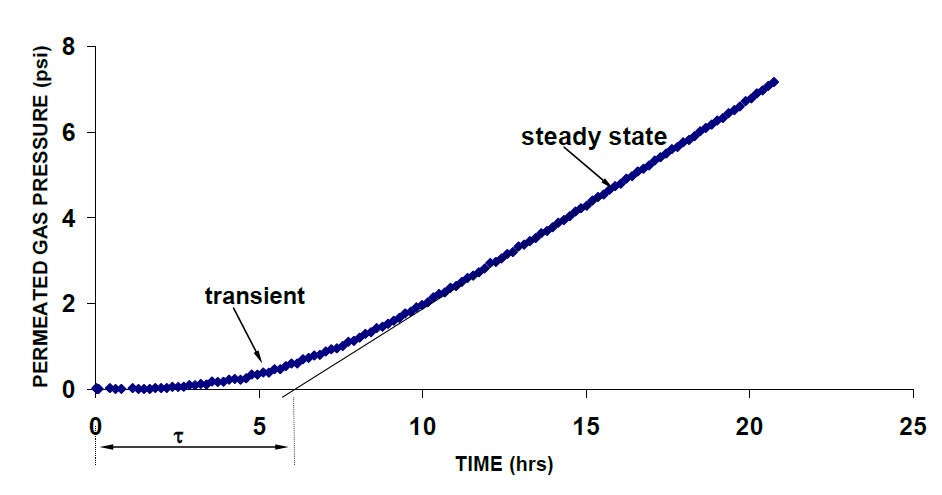 8
6
4
2
0
PERMEATED GAS PRESSURE (psi)
steady state
transient
0 5 10 15 20 25
τ
TIME (hrs)